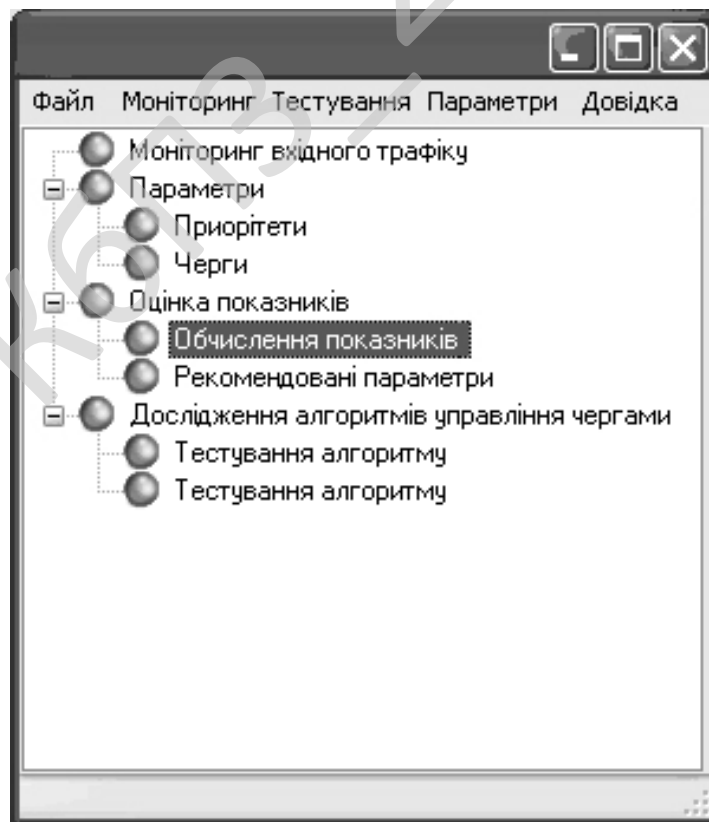 Файл Моніторинг Тестування Параметри Довідка
Моніторинг вхідного трафіку
Параметри
Приорітети
Черги
Оцінка показників
Обчислення показників
Рекомендовані параметри
Дослідження алгоритмів управління чергами
Тестування алгоритму
Тестування алгоритму